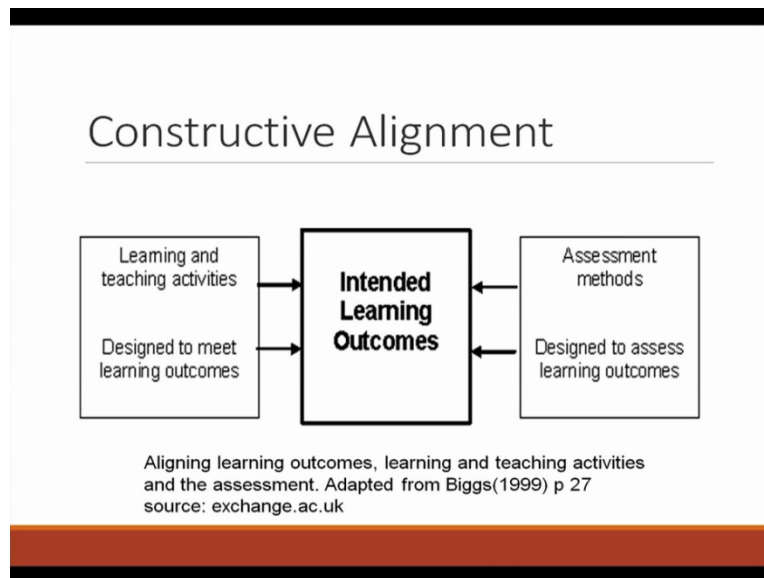 Constructive Alignment
Learning and
teaching activities
Designed to meet
learning outcomes
Intended
Learning
Outcomes
Assessment
methods
Designed to assess
learning outcomes
Aligning learning outcomes, learning and teaching activities
and the assessment. Adapted from Biggs(1999) p 27
source: exchange.ac.uk